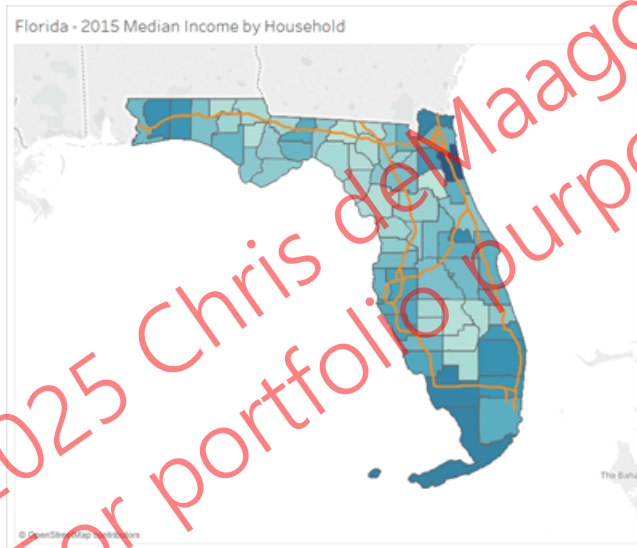 Florida - 2015 Median Income by Household
2025 Chris deMaago
for portfolio purpo
The Baha
© OpenStreetMap contributors